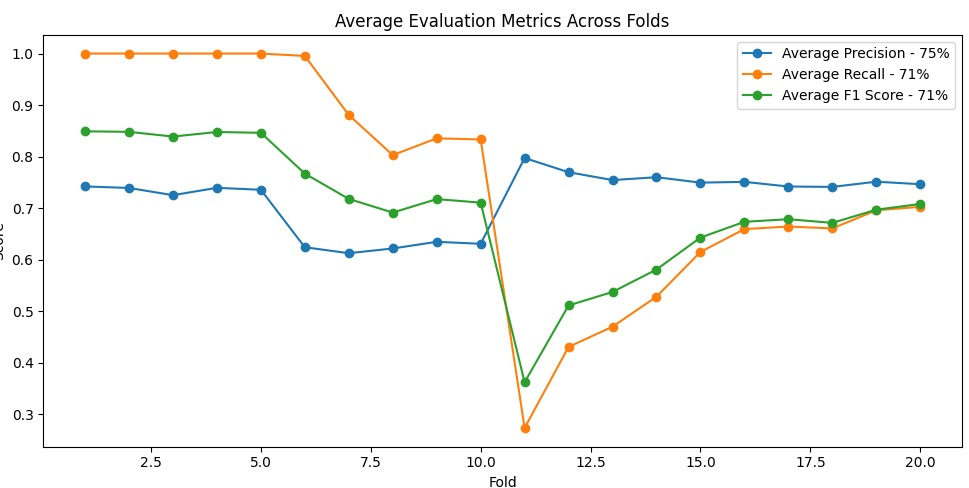 Average Evaluation Metrics Across Folds
Average Precision - 75%
Average Recall - 71%
Average F1 Score - 71%
1.0
0.9
0.8
0.7
0.6
0.5
0.4
0.3
Score
2.5 5.0 7.5 10.0 12.5 15.0 17.5 20.0
Fold